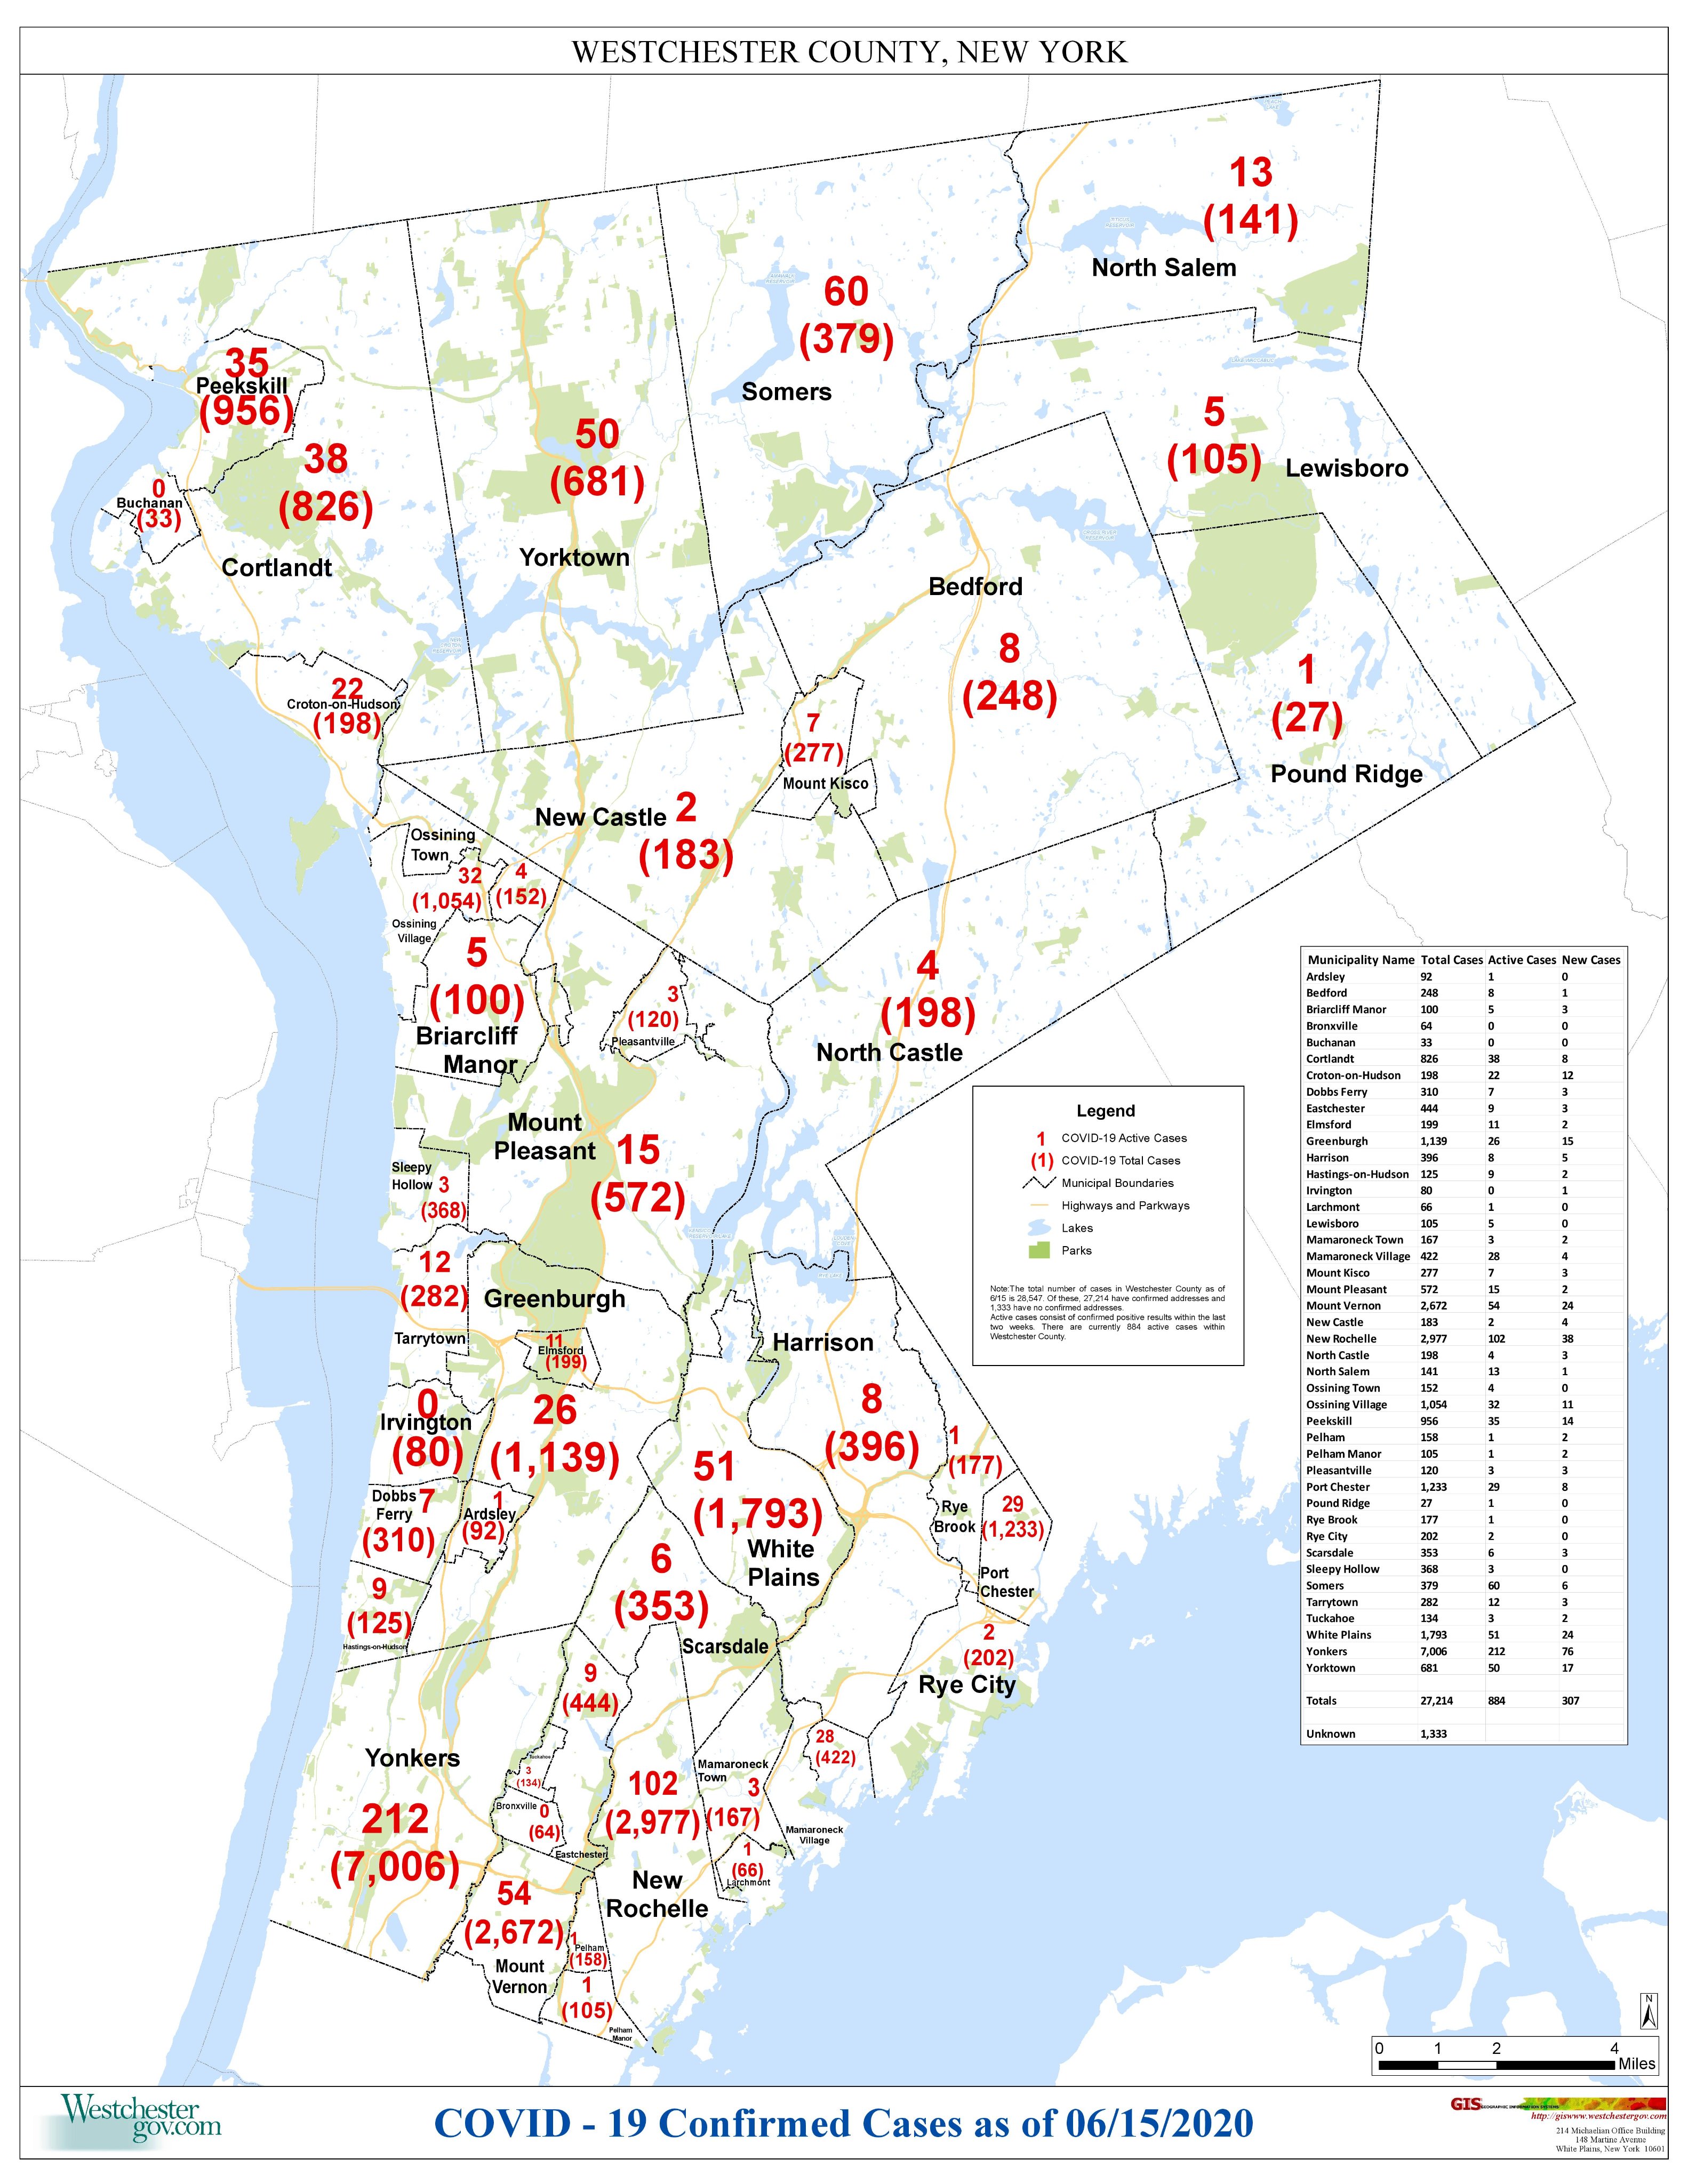 WESTCHESTER COUNTY, NEW YORK
13
(141)
North Salem
60
(379)
Somers
35
Peekskill
(956)
38
(826)
Cortlandt
0
Buchanan
(33)
50
(681)
Yorktown
5
(105)
Lewisboro
Bedford
8
(248)
1
(27)
Pound Ridge
22
Croton-on-Hudson
(198)
7
(277)
Mount Kisco
New Castle 2
(183)
Ossining
Town
32
(1,054)
4
(152)
Ossining
Village
5
(100)
Briarcliff
Manor
3
(120)
Pleasantville
4
(198)
North Castle
Mount
Pleasant
15
(572)
Sleepy
Hollow 3
(368)
12
(282)
Tarrytown
Greenburgh
11
Elmsford
(199)
26
(1,139)
0
Irvington
(80)
Dobbs 7
Ferry
(310)
1
Ardsley
(92)
9
(125)
Hastings-on-Hudson
Harrison
8
(396)
51
(1,793)
White
Plains
1
(177)
Rye
Brook
29
(1,233)
Port
Chester
6
(353)
Scarsdale
2
(202)
Rye City
9
(444)
Tuckahoe
3
(134)
Bronxville 0
(64)
Eastchester
Yonkers
212
(7,006)
102
(2,977)
New
Rochelle
Mamaroneck
Town
3
(167)
28
(422)
Mamaroneck
Village
1
(66)
Larchmont
54
(2,672)
Mount
Vernon
1
Pelham
(158)
1
(105)
Pelham
Manor
Legend
1 COVID-19 Active Cases
(1) COVID-19 Total Cases
Municipal Boundaries
Highways and Parkways
Lakes
Parks
Note:The total number of cases in Westchester County as of
6/15 is 28,547. Of these, 27,214 have confirmed addresses and
1,333 have no confirmed addresses.
Active cases consist of confirmed positive results within the last
two weeks. There are currently 884 active cases within
Westchester County.
Municipality Name Total Cases Active Cases New Cases
Ardsley 92 1 0
Bedford 248 8 1
Briarcliff Manor 100 5 3
Bronxville 64 0 0
Buchanan 33 0 0
Cortlandt 826 38 8
Croton-on-Hudson 198 22 12
Dobbs Ferry 310 7 3
Eastchester 444 9 3
Elmsford 199 11 2
Greenburgh 1,139 26 15
Harrison 396 8 5
Hastings-on-Hudson 125 9 2
Irvington 80 0 1
Larchmont 66 1 0
Lewisboro 105 5 0
Mamaroneck Town 167 3 2
Mamaroneck Village 422 28 4
Mount Kisco 277 7 3
Mount Pleasant 572 15 2
Mount Vernon 2,672 54 24
New Castle 183 2 4
New Rochelle 2,977 102 38
North Castle 198 4 3
North Salem 141 13 1
Ossining Town 152 4 0
Ossining Village 1,054 32 11
Peekskill 956 35 14
Pelham 158 1 2
Pelham Manor 105 1 2
Pleasantville 120 3 3
Port Chester 1,233 29 8
Pound Ridge 27 1 0
Rye Brook 177 1 0
Rye City 202 2 0
Scarsdale 353 6 3
Sleepy Hollow 368 3 0
Somers 379 60 6
Tarrytown 282 12 3
Tuckahoe 134 3 2
White Plains 1,793 51 24
Yonkers 7,006 212 76
Yorktown 681 50 17
Totals 27,214 884 307
Unknown 1,333
N
0 1 2 4
Miles
Westchester
gov.com
COVID - 19 Confirmed Cases as of 06/15/2020
GIS GEOGRAPHIC INFORMATION SYSTEMS
http://giswww.westchestergov.com
214 Michaelian Office Building
148 Martine Avenue
White Plains, New York 10601